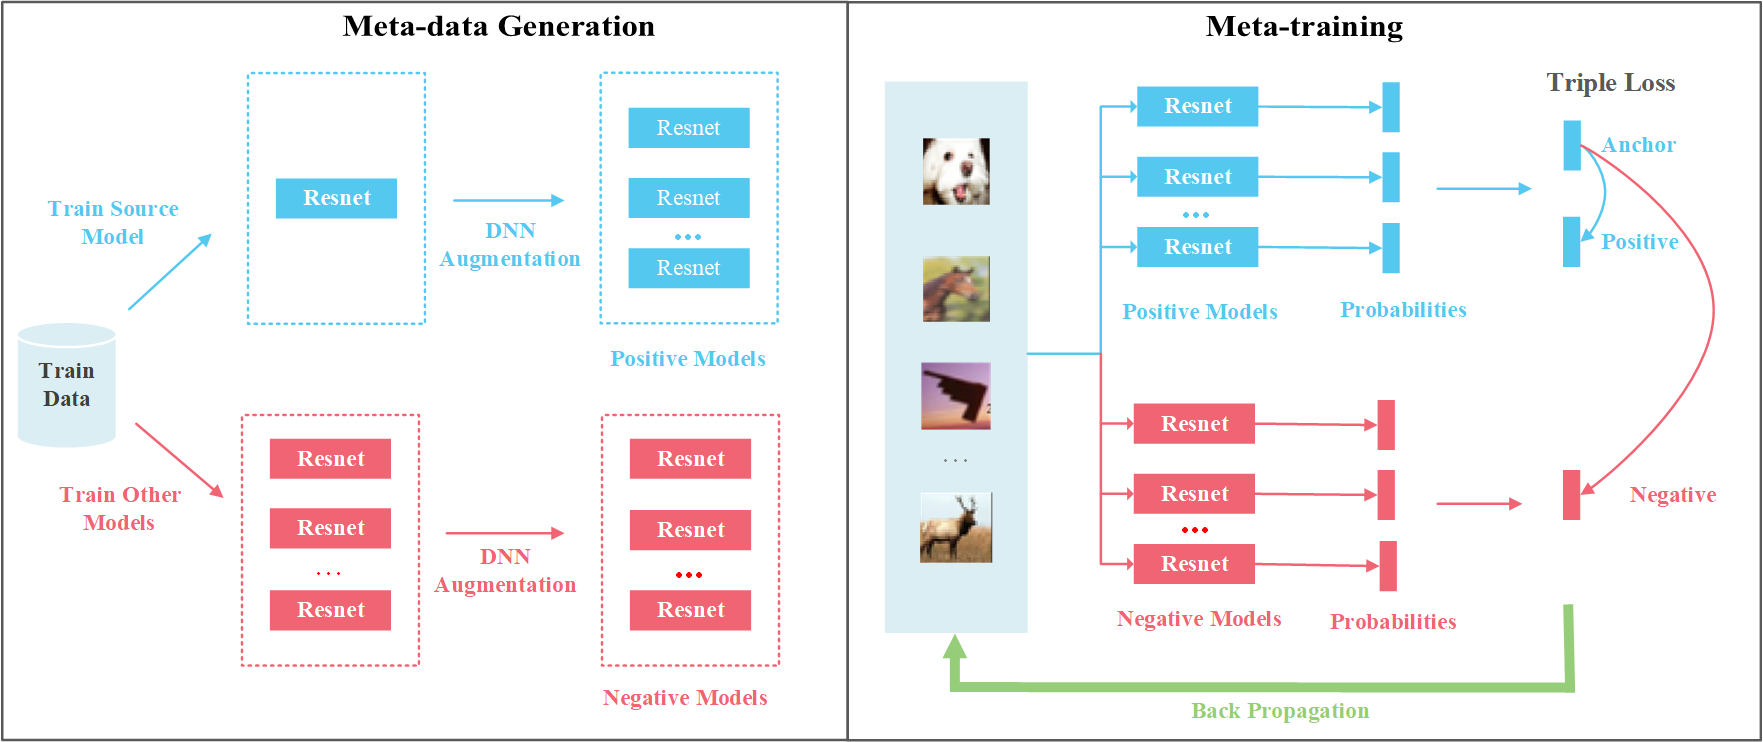 Meta-data Generation
Train Source
Model
Train
Data
Train Other
Models
Resnet
DNN
Augmentation
Resnet
Resnet
...
Resnet
Positive Models
Resnet
Resnet
...
Resnet
DNN
Augmentation
Resnet
Resnet
...
Resnet
Negative Models
Meta-training
...
Resnet
Resnet
...
Resnet
Positive Models
Probabilities
Resnet
Resnet
...
Resnet
Negative Models
Probabilities
Triple Loss
Anchor
Positive
Negative
Back Propagation